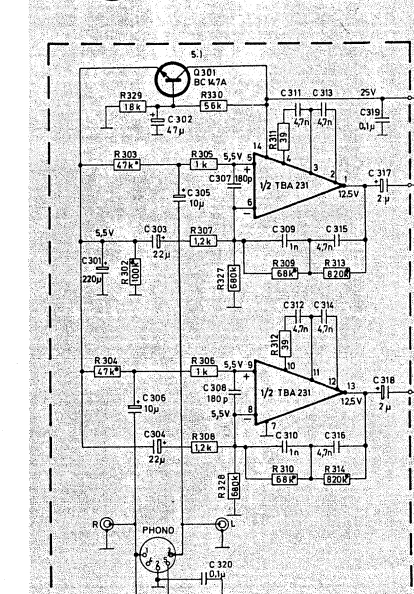 5.)
Q301
BC 147A
R329
18k
R330
56k
C302
47µ
C311
C313
4,7n
4,7n
25V
C319
0,1µ
R311
39
14
4
3
2
R303
47k*
R305
1k
5,5V
5
+
C307
180p
6
–
1/2 TBA 231
1
12,5V
C317
2µ
C305
10µ
5,5V
C303
22µ
R307
1,2k
C309
1n
C315
4,7n
C301
220µ
R302
100k
R327
680k
R309
68k*
R313
820k*
C312
C314
4,7n
4,7n
R312
39
10
11
12
R304
47k*
R306
1k
5,5V
9
+
C308
180p
5,5V
8
–
1/2 TBA 231
13
12,5V
7
C318
2µ
C306
10µ
C304
22µ
R308
1,2k
C310
1n
C316
4,7n
R328
680k
R310
68k*
R314
820k*
R
L
PHONO
C320
0,1µ